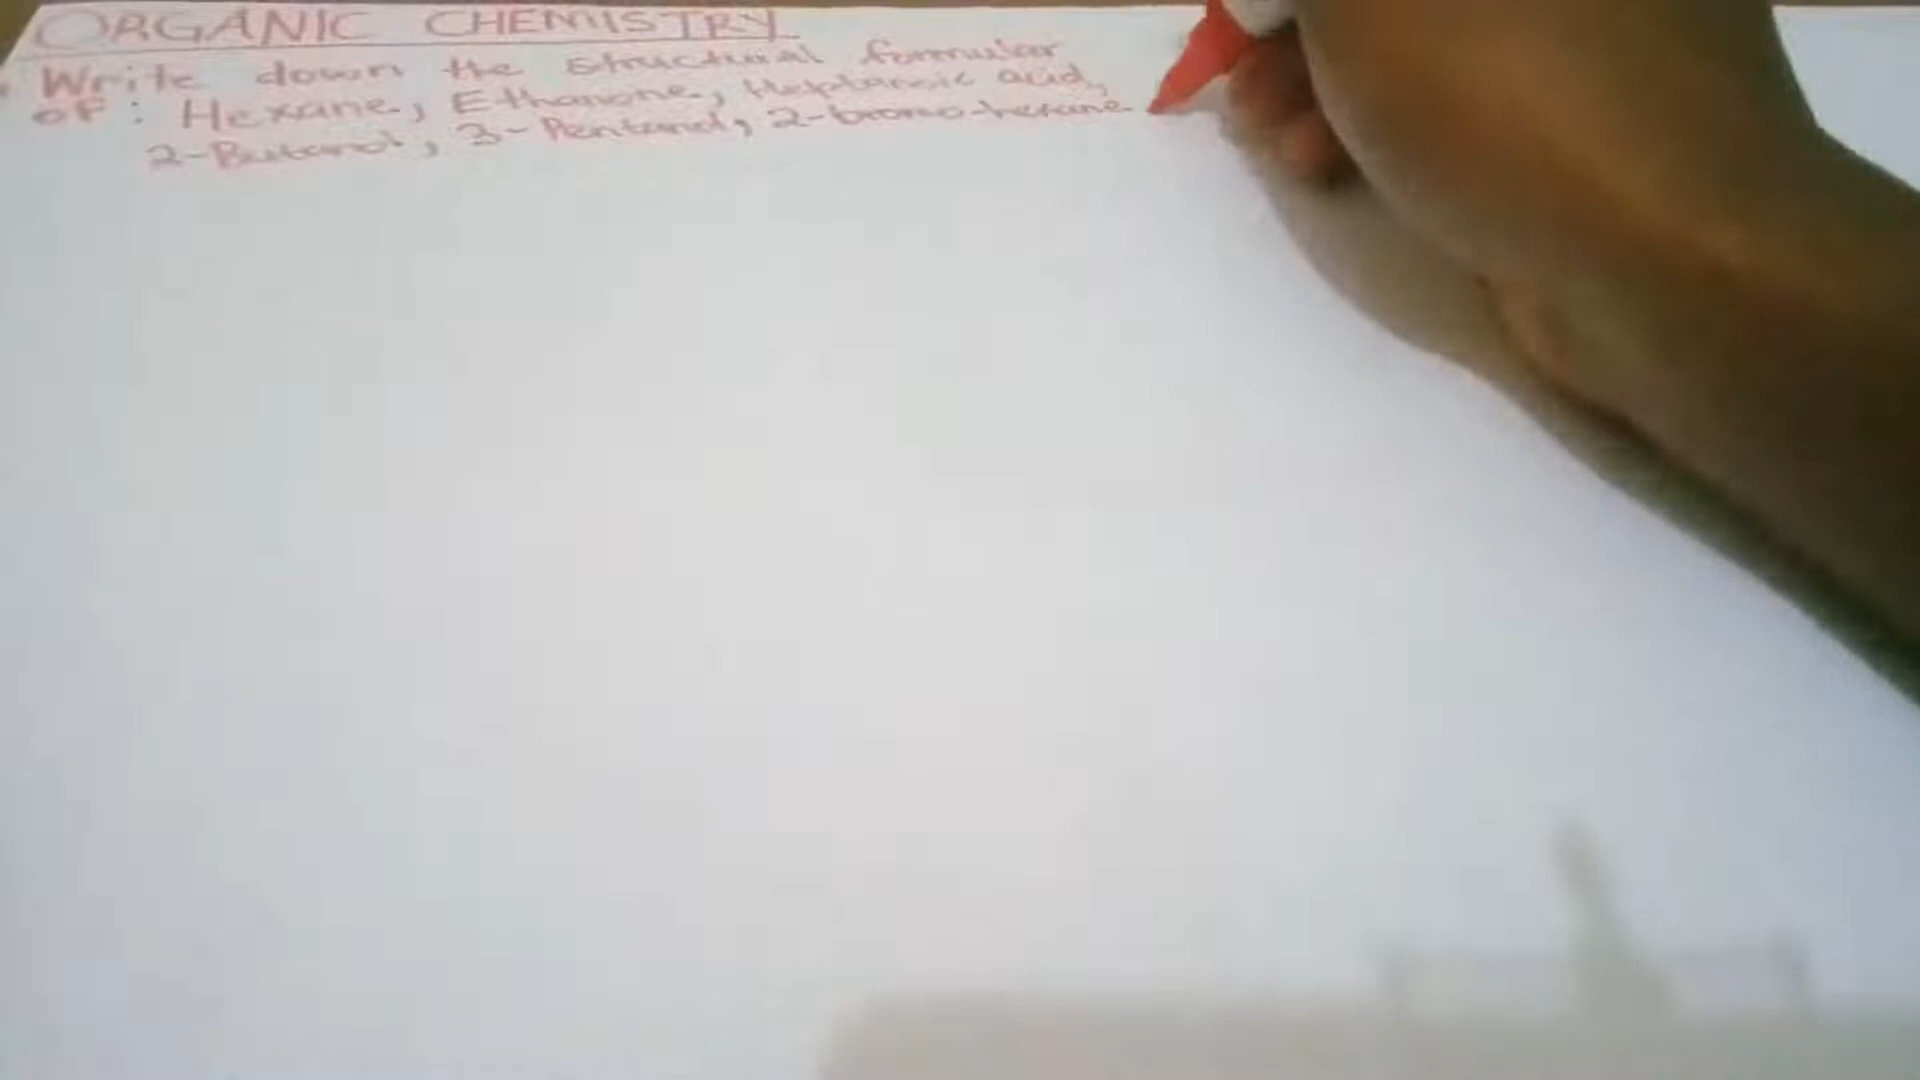 ORGANIC CHEMISTRY
Write down the structural formular
of: Hexane, Ethanone, Heptanoic acid,
2-Butanol, 3-Pentanol, 2-bromo-hexane